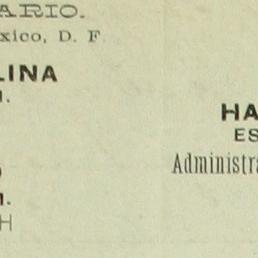 ARIO.
xico, D. F
LINA
HA
ES
Administra
H